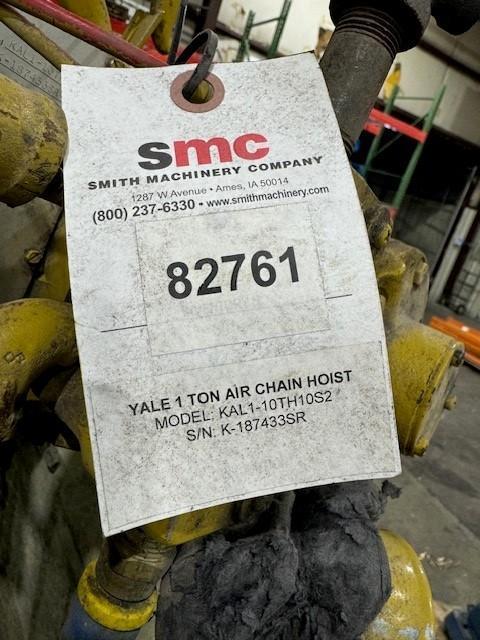 smc
SMITH MACHINERY COMPANY
1287 W Avenue • Ames, IA 50014
(800) 237-6330 • www.smithmachinery.com
82761
YALE 1 TON AIR CHAIN HOIST
MODEL: KAL1-10TH10S2
S/N: K-187433SR